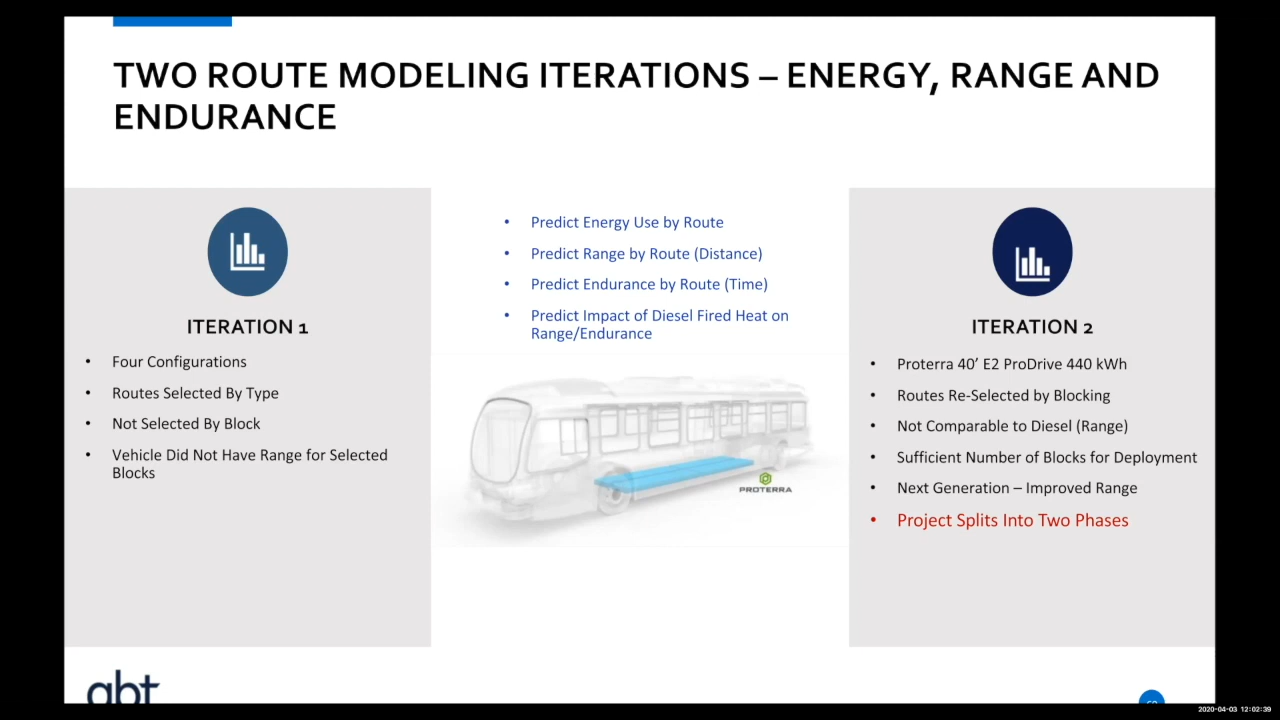 TWO ROUTE MODELING ITERATIONS – ENERGY, RANGE AND
ENDURANCE
ITERATION 1
• Four Configurations
• Routes Selected By Type
• Not Selected By Block
• Vehicle Did Not Have Range for Selected
Blocks
• Predict Energy Use by Route
• Predict Range by Route (Distance)
• Predict Endurance by Route (Time)
• Predict Impact of Diesel Fired Heat on
Range/Endurance
PROTERRA
ITERATION 2
• Proterra 40’ E2 ProDrive 440 kWh
• Routes Re-Selected by Blocking
• Not Comparable to Diesel (Range)
• Sufficient Number of Blocks for Deployment
• Next Generation – Improved Range
• Project Splits Into Two Phases
abt
2020-04-03 12:02:39